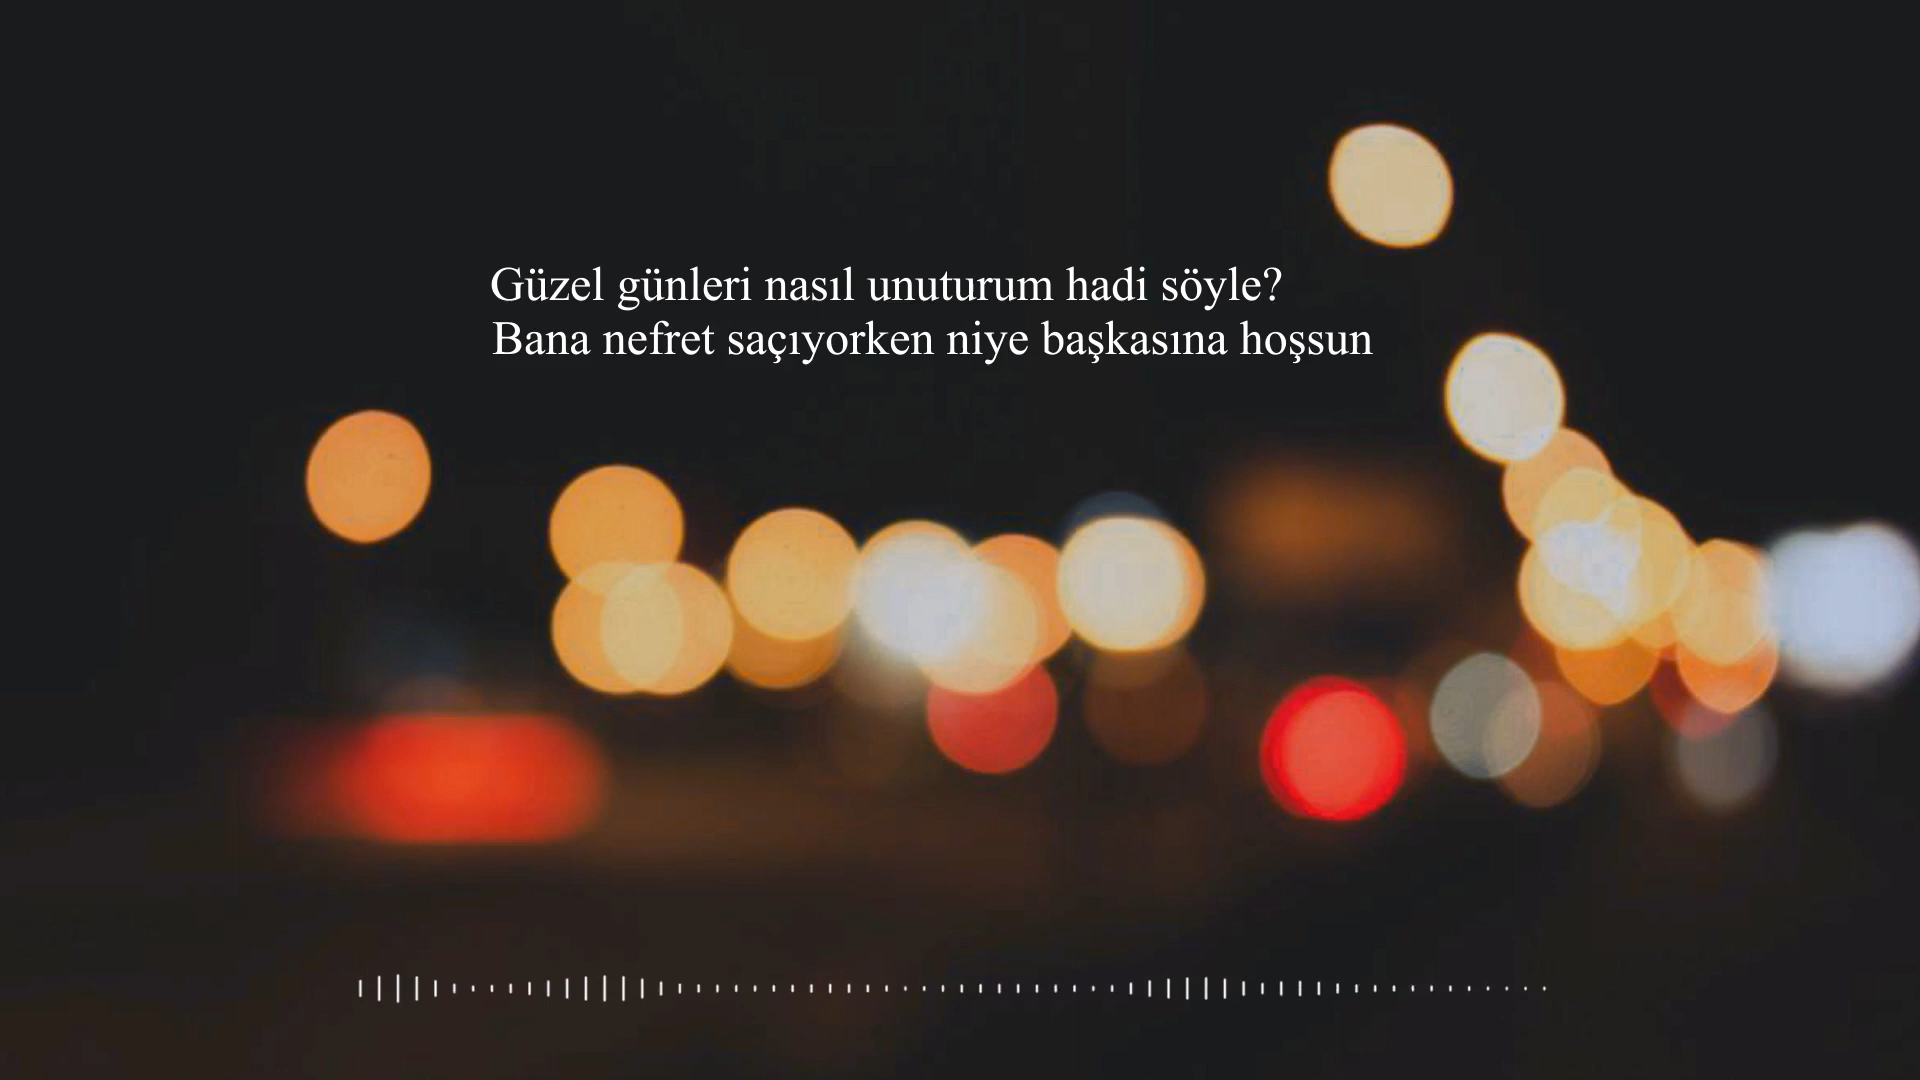 Güzel günleri nasıl unuturum hadi söyle?
Bana nefret saçıyorken niye başkasına hoşsun